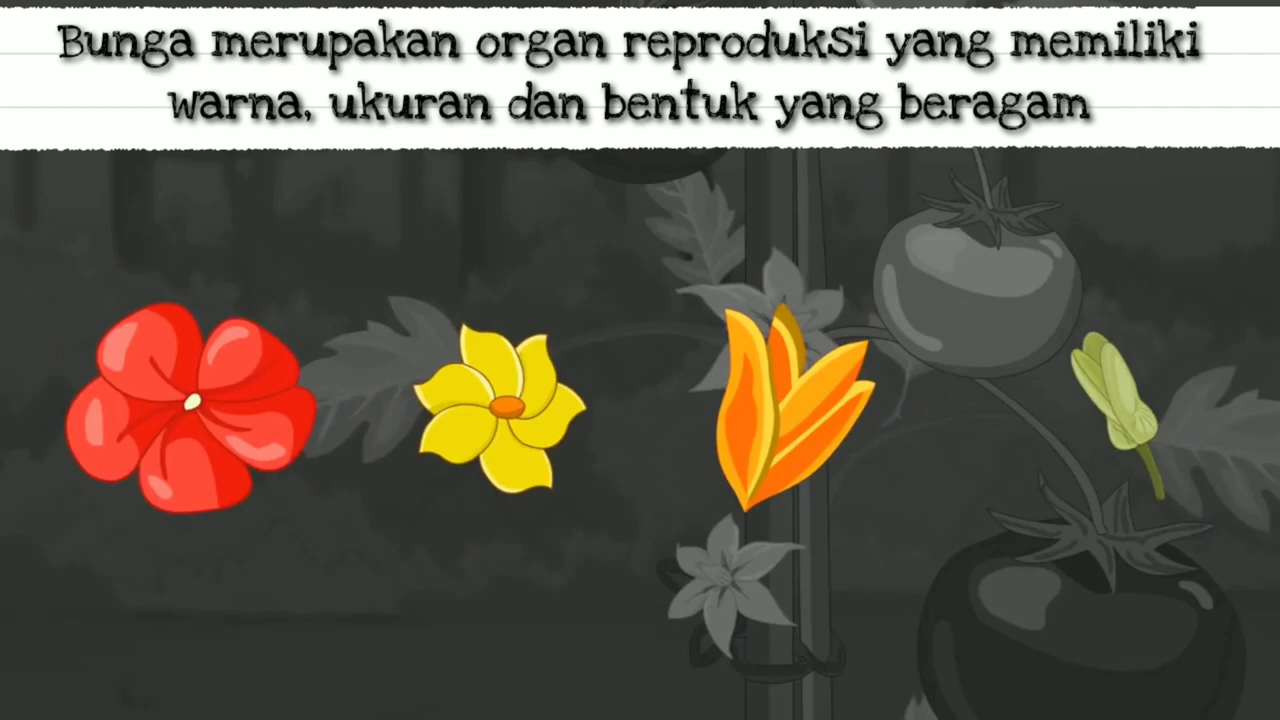 Bunga merupakan organ reproduksi yang memiliki
warna, ukuran dan bentuk yang beragam